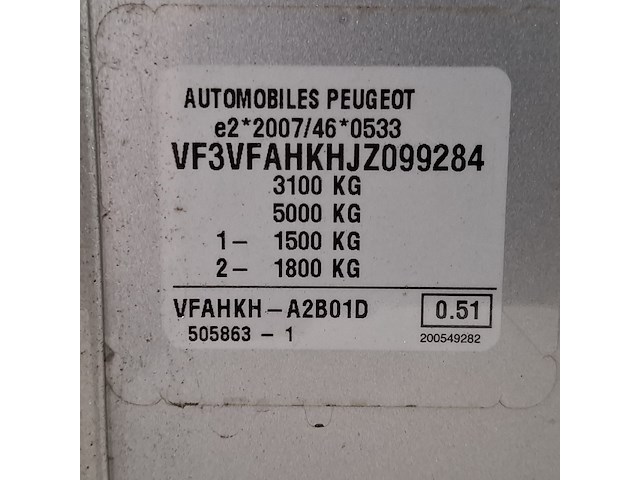 AUTOMOBILES PEUGEOT
e2*2007/46*0533
VF3VFAHKHJZ099284
3100 KG
5000 KG
1- 1500 KG
2- 1800 KG
VFAHKH-A2B01D 0.51
505863 - 1 200549282